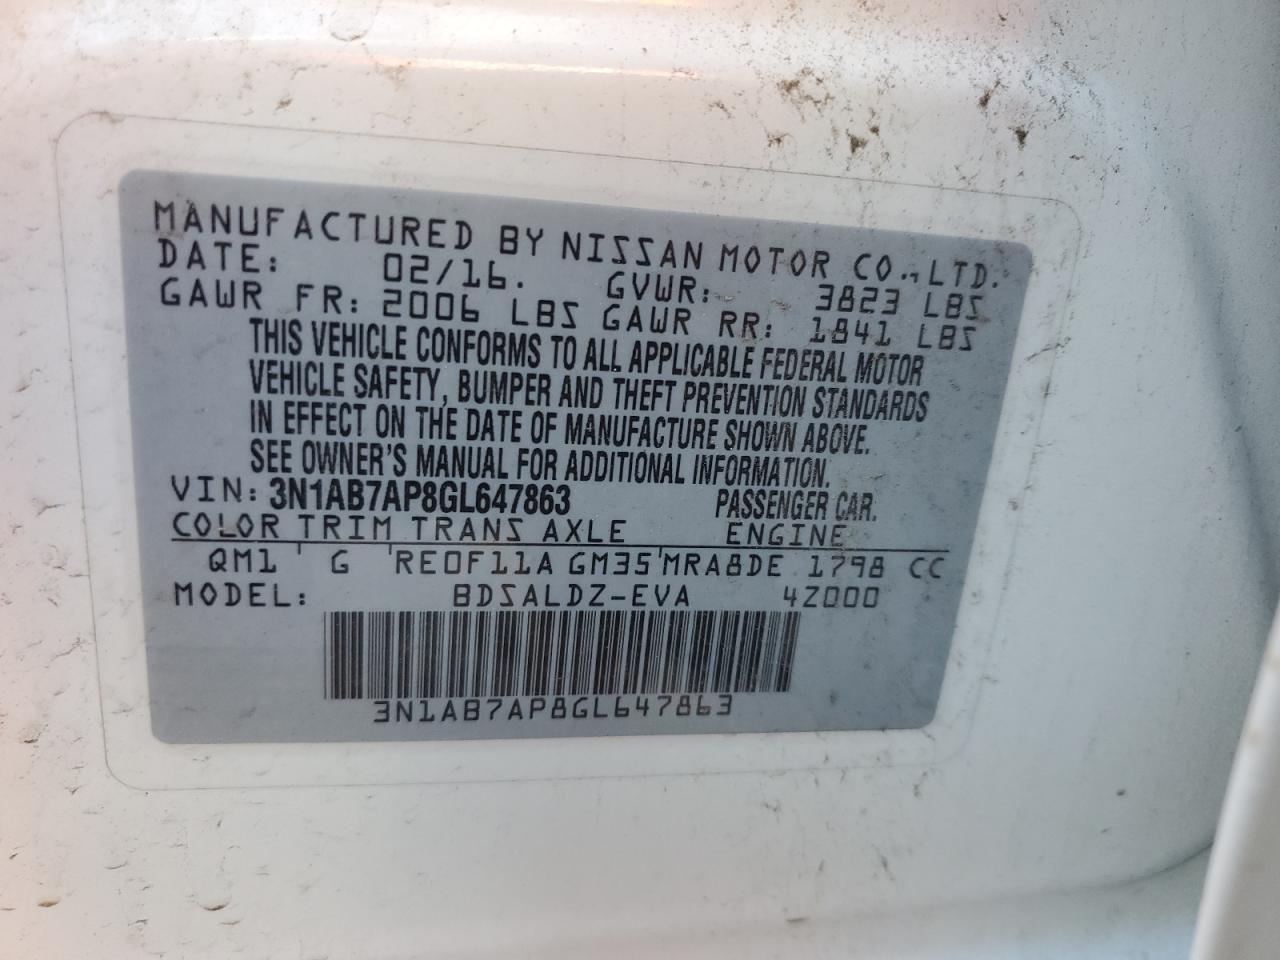 MANUFACTURED BY NISSAN MOTOR CO., LTD.
DATE: 02/16. GVWR: 3823 LBS
GAWR FR: 2006 LBS GAWR RR: 1841 LBS
THIS VEHICLE CONFORMS TO ALL APPLICABLE FEDERAL MOTOR
VEHICLE SAFETY, BUMPER AND THEFT PREVENTION STANDARDS
IN EFFECT ON THE DATE OF MANUFACTURE SHOWN ABOVE.
SEE OWNER'S MANUAL FOR ADDITIONAL INFORMATION.
VIN: 3N1AB7AP8GL647863 PASSENGER CAR.
COLOR TRIM TRANS AXLE ENGINE
QM1 G RE0F11A GM35 MRA8DE 1798 CC
MODEL: BDSALDZ-EVA 4Z000
3N1AB7AP8GL647863